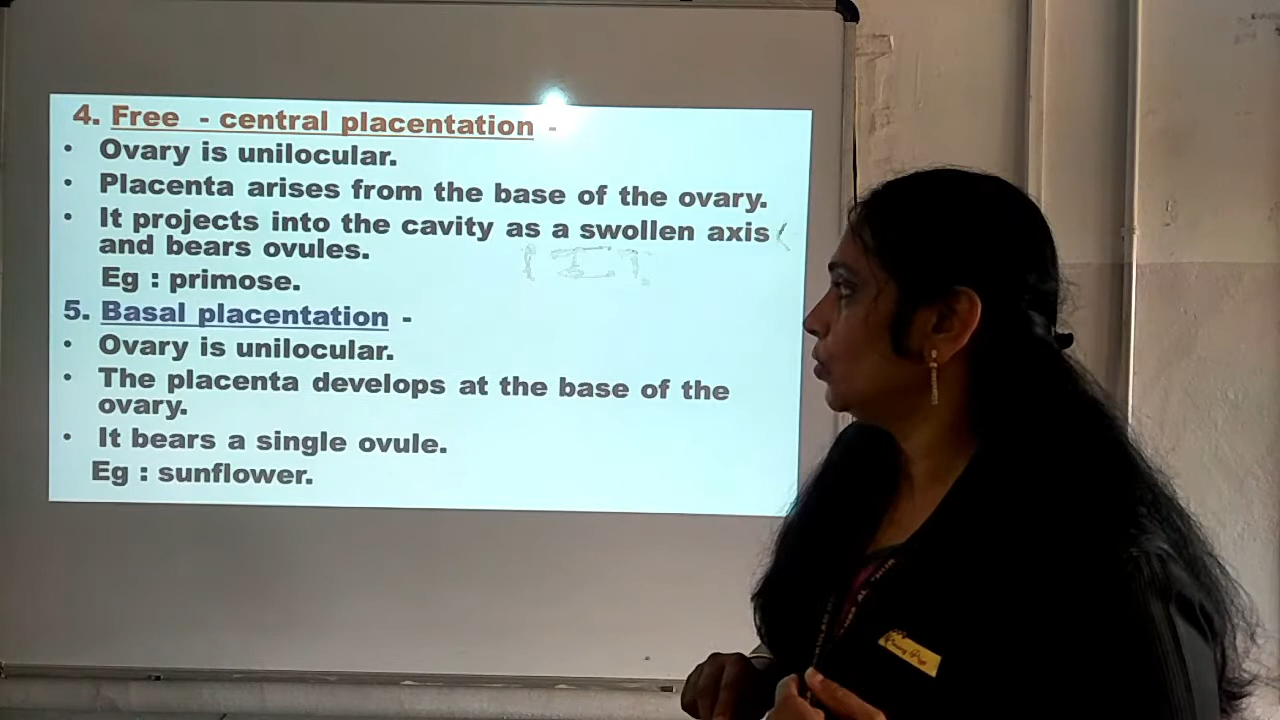 4. Free - central placentation -
• Ovary is unilocular.
• Placenta arises from the base of the ovary.
• It projects into the cavity as a swollen axis
and bears ovules.
Eg : primose.
5. Basal placentation -
• Ovary is unilocular.
• The placenta develops at the base of the
ovary.
• It bears a single ovule.
Eg : sunflower.